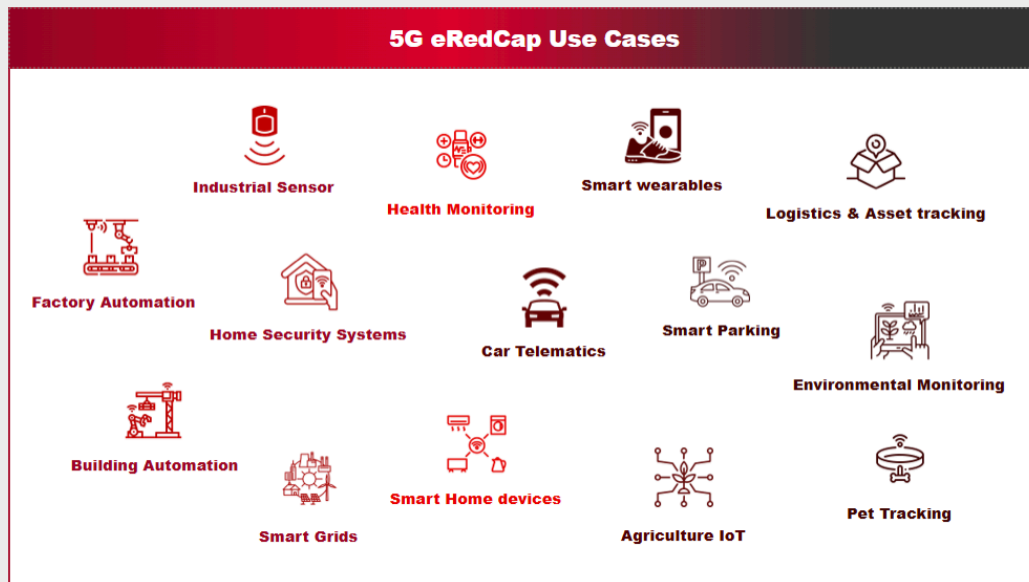 5G eRedCap Use Cases
Industrial Sensor
Health Monitoring
Smart wearables
Logistics & Asset tracking
Factory Automation
Home Security Systems
Car Telematics
P
Smart Parking
Environmental Monitoring
Building Automation
Smart Grids
Smart Home devices
Agriculture IoT
Pet Tracking